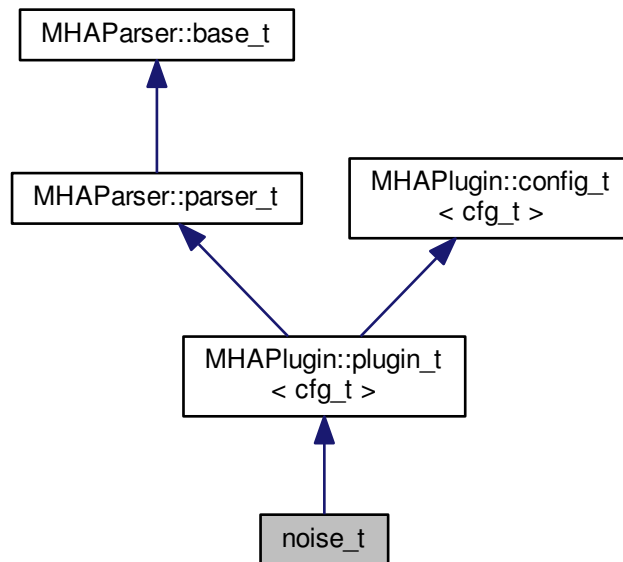 MHAParser::base_t
MHAParser::parser_t
MHAPlugin::config_t
< cfg_t >
MHAPlugin::plugin_t
< cfg_t >
noise_t